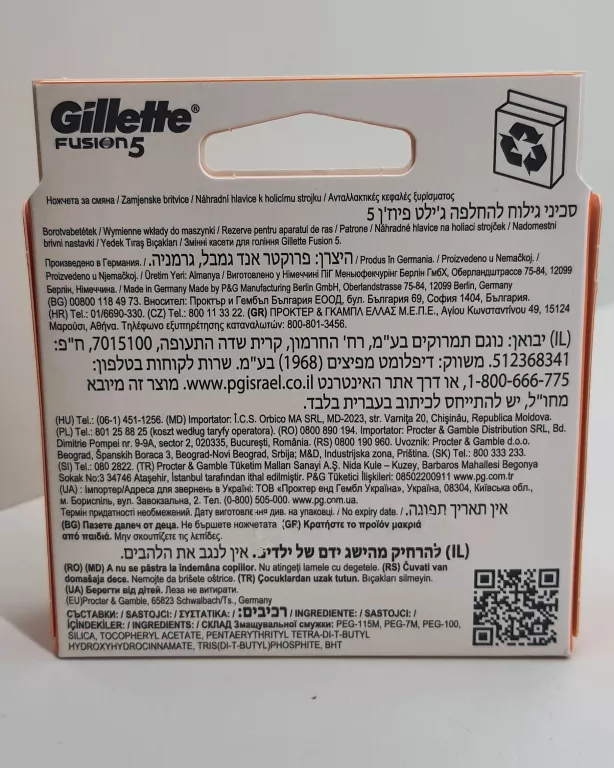 Gillette®
FUSION5
Ножчета за смяна / Zamjenske britvice / Náhradní hlavice k holicímu strojku / Ανταλλακτικές κεφαλές ξυρίσματος
סכיני גילוח להחלפה ג'ילט פיוז'ן 5
Borotvabetétek / Wymienne wkłady do maszynki / Rezerve pentru aparatul de ras / Patrone / Náhradné hlavice na holiaci strojček / Nadomestni
brivni nastavki / Yedek Tıraş Bıçakları / Змінні касети для гоління Gillette Fusion 5.
Произведено в Германия. / היצרן: פרוקטר אנד גמבל, גרמניה. / Produs în Germania. / Proizvedeno u Njemačkoj. /
Proizvedeno u Nemačkoj. / Üretim Yeri: Almanya / Виготовлено у Німеччині ПіГ Меньюфекчурінг Берлін ГмбХ, Оберландштрассе 75-84, 12099
Берлін, Німеччина. / Made in Germany Made by P&G Manufacturing Berlin GmbH, Oberlandstrasse 75-84, 12099 Berlin, Germany.
(BG) 00800 118 49 73. Вносител: Проктър и Гембъл България ЕООД, бул. България 69, София 1404, България.
(HR) Tel.: 01/6690-330. (CZ) Tel.: 800 11 33 22. (GR) ΠΡΟΚΤΕΡ & ΓΚΑΜΠΛ ΕΛΛΑΣ Μ.Ε.Π.Ε., Αγίου Κωνσταντίνου 49, 15124
Μαρούσι, Αθήνα. Τηλέφωνο εξυπηρέτησης καταναλωτών: 800-801-3456.
(IL) יבואן: נוגם תמרוקים בע"מ, רח' החרמון, קרית שדה התעופה, 7015100, ח"פ:
512368341. משווק: דיפלומט מפיצים (1968) בע"מ. שרות לקוחות בטלפון:
1-800-666-775, או דרך אתר האינטרנט www.pgisrael.co.il. מוצר זה מיובא
מחו"ל, יש להתייחס לכיתוב בעברית בלבד.
(HU) Tel.: (06-1) 451-1256. (MD) Importator: Î.C.S. Orbico MA SRL, MD-2023, str. Varnița 20, Chișinău, Republica Moldova.
(PL) Tel.: 801 25 88 25 (koszt według taryfy operatora). (RO) 0800 890 194. Importator: Procter & Gamble Distribution SRL, Bd.
Dimitrie Pompei nr. 9-9A, sector 2, 020335, București, România. (RS) 0800 190 960. Uvoznik: Procter & Gamble d.o.o.
Beograd, Španskih Boraca 3, Beograd-Novi Beograd, Srbija; M&D, Industrijska zona, Priština. (SK) Tel.: 800 333 233.
(SI) Tel.: 080 2822. (TR) Procter & Gamble Tüketim Malları Sanayi A.Ş. Nida Kule – Kuzey, Barbaros Mahallesi Begonya
Sokak No:3 34746 Ataşehir, İstanbul tarafından ithal edilmiştir. P&G Tüketici İlişkileri: 08502200911 www.pg.com.tr
(UA) : Імпортер/Адреса для звернень в Україні: ТОВ «Проктер енд Гембл Україна», Україна, 08304, Київська обл.,
м. Бориспіль, вул. Завокзальна, 2. Тел. (0-800) 505-000. www.pg.com.ua.
Термін придатності необмежений. Дату виготовлення див. на упаковці. / No expiry date. / אין תאריך תפוגה.
(BG) Пазете далеч от деца. Не бършете ножчетата (GR) Κρατήστε το προϊόν μακριά
από παιδιά. Μην σκουπίζετε τις λεπίδες.
(IL) להרחיק מהישג ידם של ילדים. אין לנגב את הלהבים.
(RO) (MD) A nu se păstra la îndemâna copiilor. Nu atingeți lamele cu degetele. (RS) Čuvati van
domašaja dece. Nemojte da brišete oštrice. (TR) Çocuklardan uzak tutun. Bıçakları silmeyin.
(UA) Берегти від дітей. Леза не витирати.
(EU)Procter & Gamble, 65823 Schwalbach/Ts., Germany
СЪСТАВКИ: / SASTOJCI: / ΣΥΣΤΑΤΙΚΑ: / רכיבים: / INGREDIENTE: / SASTOJCI: /
İÇİNDEKİLER: / INGREDIENTS: / СКЛАД Змащувальної смужки: PEG-115M, PEG-7M, PEG-100,
SILICA, TOCOPHERYL ACETATE, PENTAERYTHRITYL TETRA-DI-T-BUTYL
HYDROXYHYDROCINNAMATE, TRIS(DI-T-BUTYL)PHOSPHITE, BHT